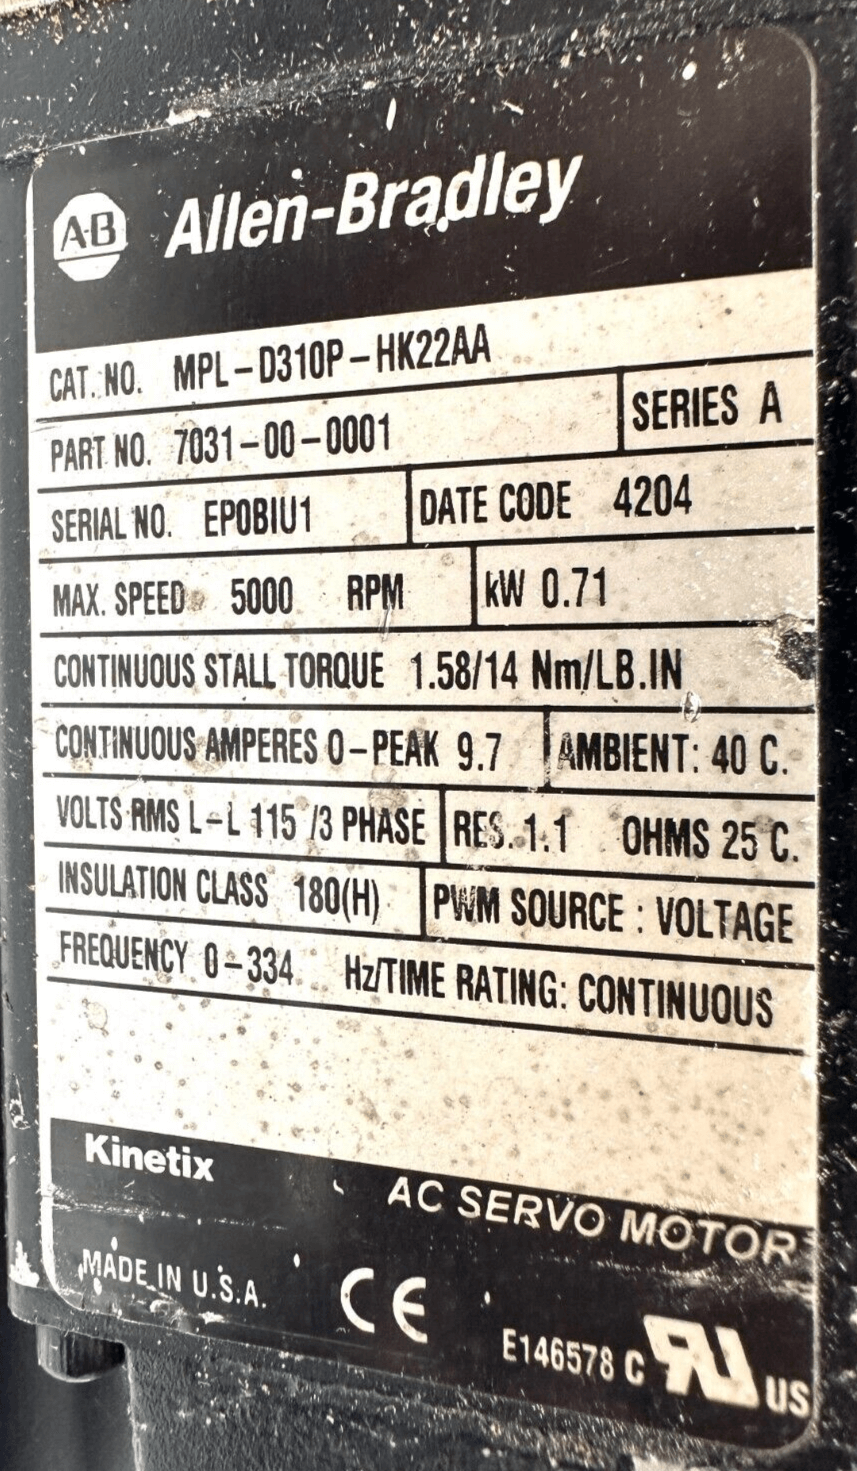 A-B Allen-Bradley
CAT. NO. MPL-D310P-HK22AA
PART NO. 7031-00-0001 SERIES A
SERIAL NO. EP0BIU1 DATE CODE 4204
MAX. SPEED 5000 RPM kW 0.71
CONTINUOUS STALL TORQUE 1.58/14 Nm/LB.IN
CONTINUOUS AMPERES 0-PEAK 9.7 AMBIENT: 40 C.
VOLTS RMS L-L 115 /3 PHASE RES. 1.1 OHMS 25 C.
INSULATION CLASS 180(H) PWM SOURCE : VOLTAGE
FREQUENCY 0-334 Hz/TIME RATING: CONTINUOUS
Kinetix AC SERVO MOTOR
MADE IN U.S.A. CE E146578 C RU US